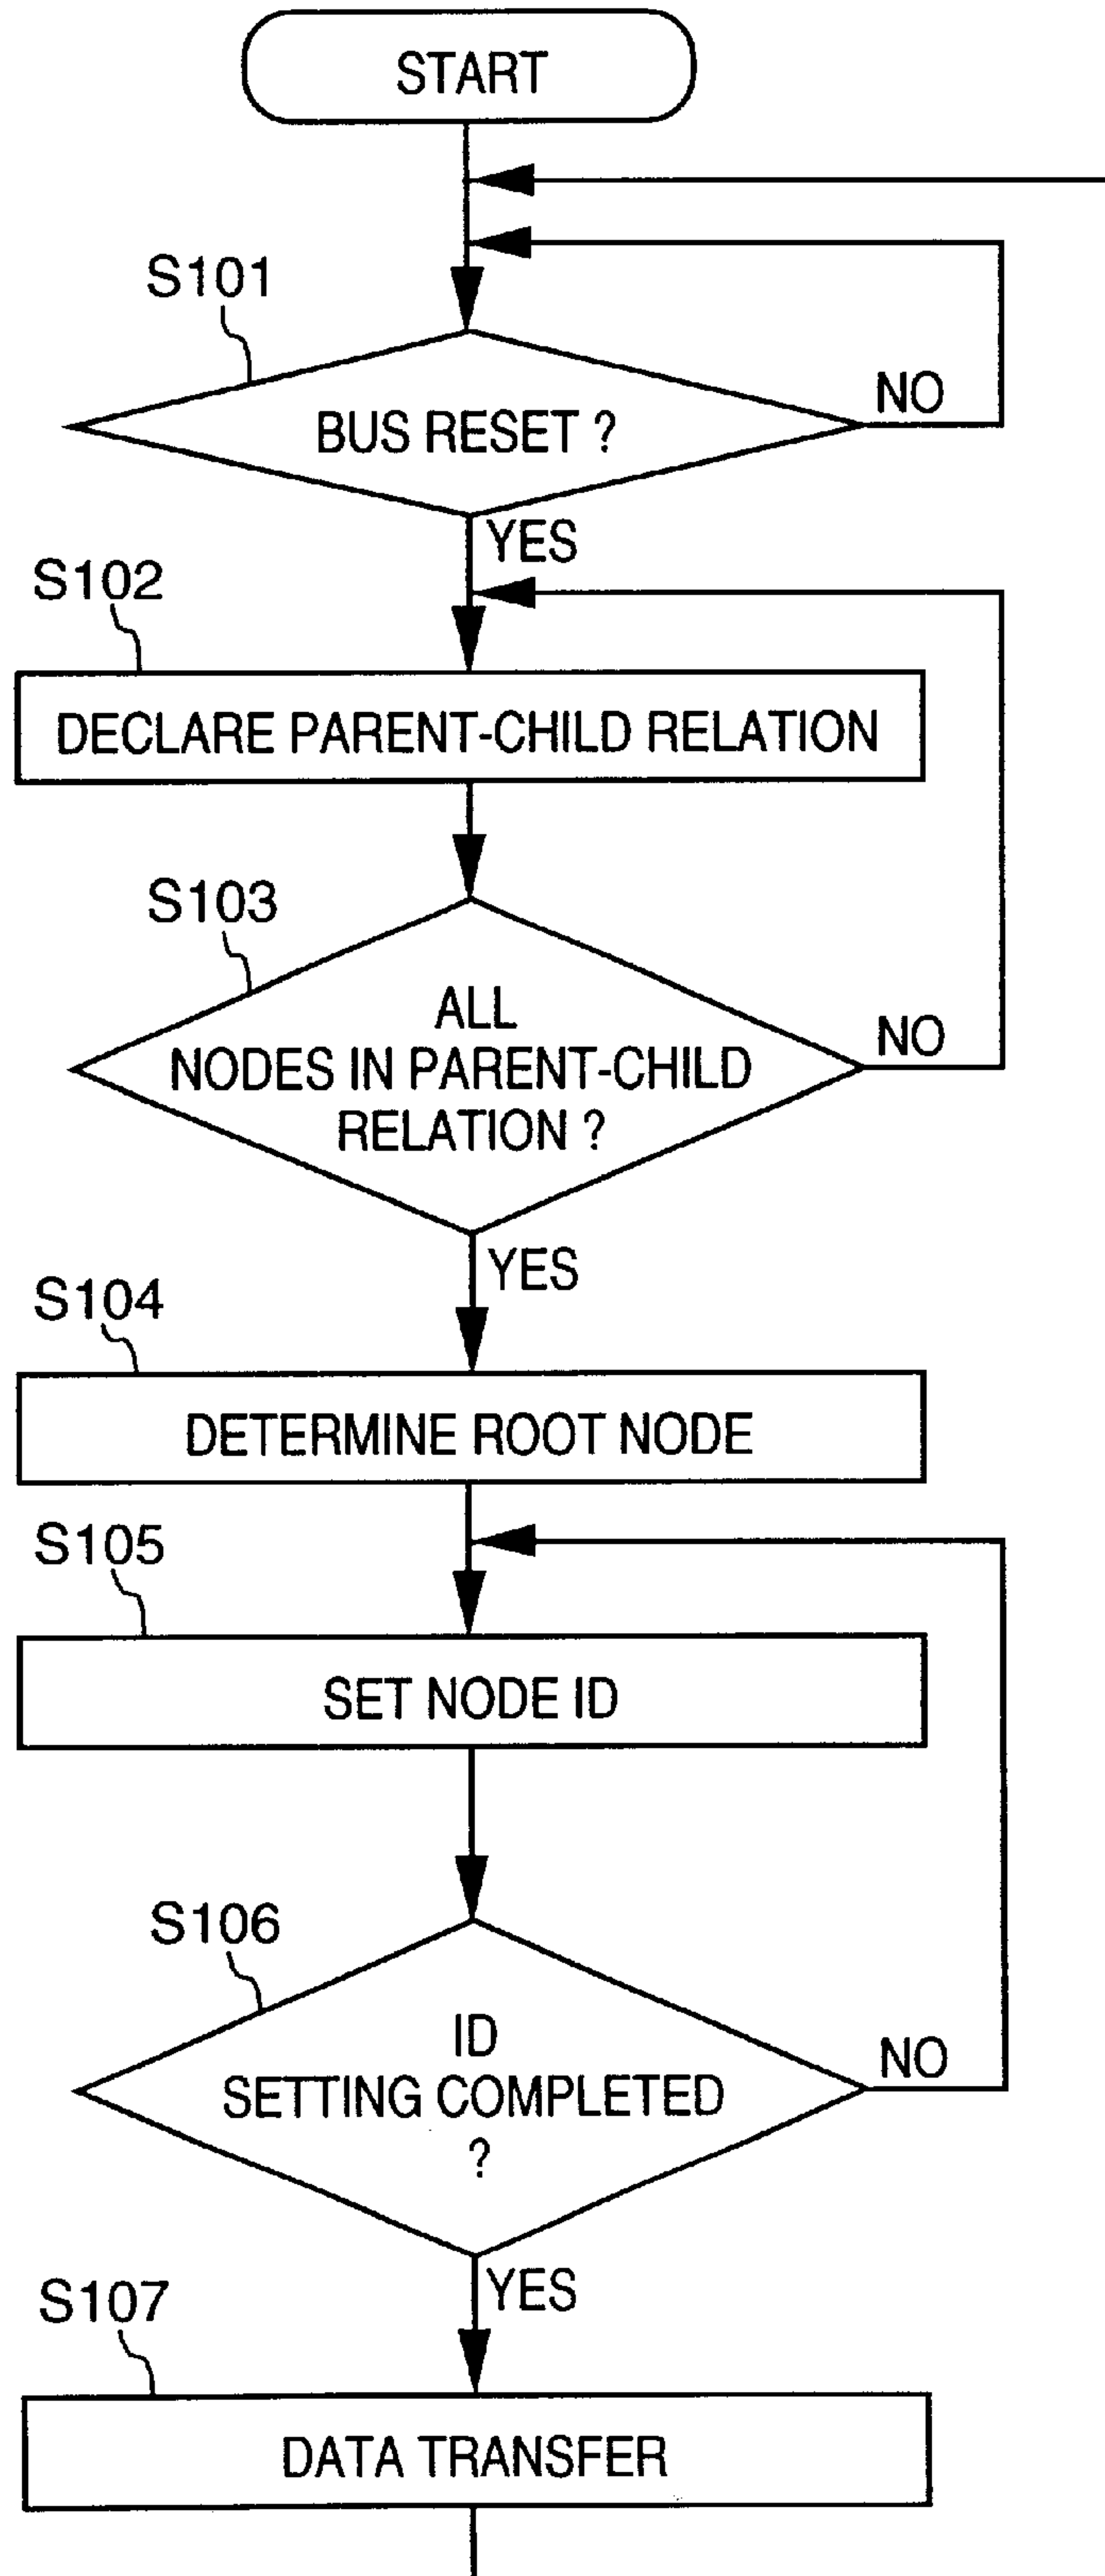 START
S101
BUS RESET ?
NO
YES
S102
DECLARE PARENT-CHILD RELATION
S103
ALL
NODES IN PARENT-CHILD
RELATION ?
NO
YES
S104
DETERMINE ROOT NODE
S105
SET NODE ID
S106
ID
SETTING COMPLETED
?
NO
YES
S107
DATA TRANSFER